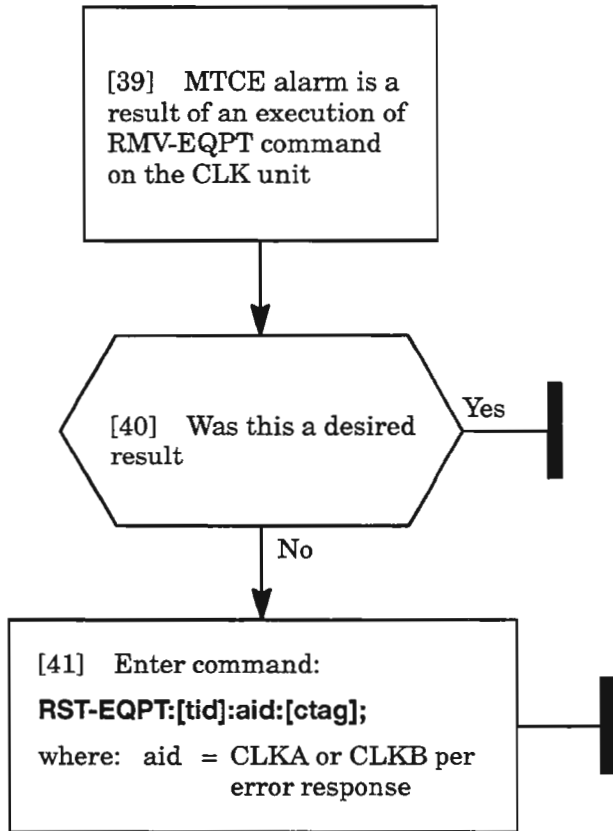 [39] MTCE alarm is a
result of an execution of
RMV-EQPT command
on the CLK unit
[40] Was this a desired
result
Yes
No
[41] Enter command:
RST-EQPT:[tid]:aid:[ctag];
where: aid = CLKA or CLKB per
error response